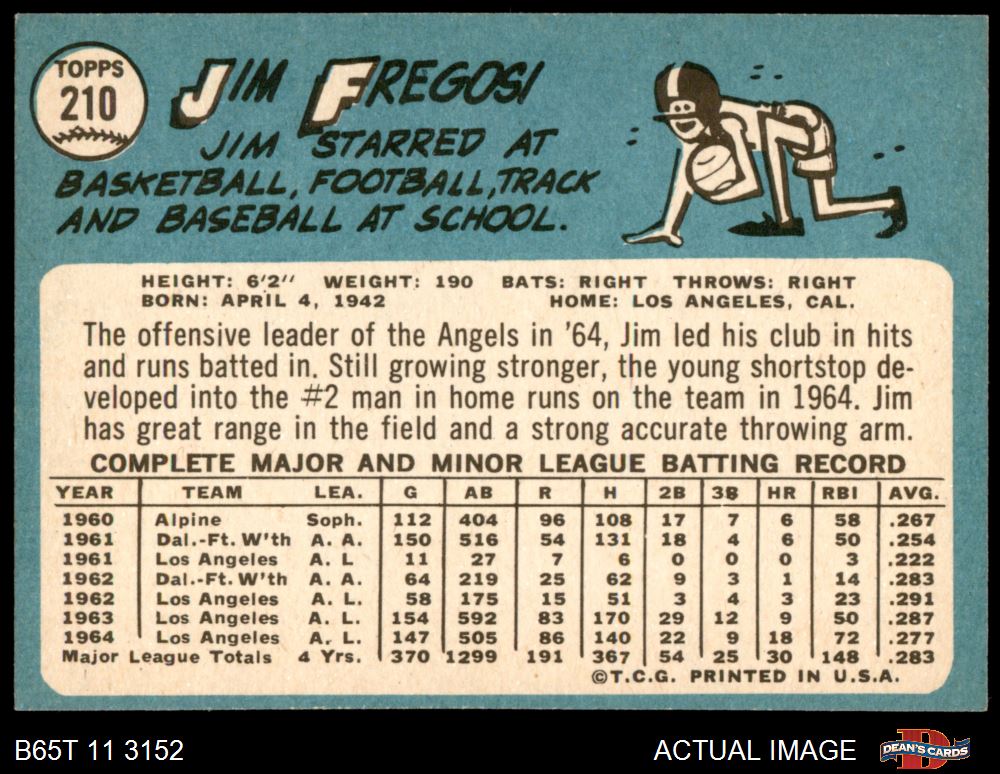 TOPPS
210
JIM FREGOSI
JIM STARRED AT
BASKETBALL, FOOTBALL, TRACK
AND BASEBALL AT SCHOOL.
HEIGHT: 6'2" WEIGHT: 190 BATS: RIGHT THROWS: RIGHT
BORN: APRIL 4, 1942 HOME: LOS ANGELES, CAL.
The offensive leader of the Angels in '64, Jim led his club in hits
and runs batted in. Still growing stronger, the young shortstop de-
veloped into the #2 man in home runs on the team in 1964. Jim
has great range in the field and a strong accurate throwing arm.
COMPLETE MAJOR AND MINOR LEAGUE BATTING RECORD
YEAR TEAM LEA. G AB R H 2B 3B HR RBI AVG.
1960 Alpine Soph. 112 404 96 108 17 7 6 58 .267
1961 Dal.-Ft. W'th A. A. 150 516 54 131 18 4 6 50 .254
1961 Los Angeles A. L 11 27 7 6 0 0 0 3 .222
1962 Dal.-Ft. W'th A. A. 64 219 25 62 9 3 1 14 .283
1962 Los Angeles A. L. 58 175 15 51 3 4 3 23 .291
1963 Los Angeles A. L. 154 592 83 170 29 12 9 50 .287
1964 Los Angeles A. L. 147 505 86 140 22 9 18 72 .277
Major League Totals 4 Yrs. 370 1299 191 367 54 25 30 148 .283
©T.C.G. PRINTED IN U.S.A.
B65T 11 3152 ACTUAL IMAGE DEAN'S CARDS